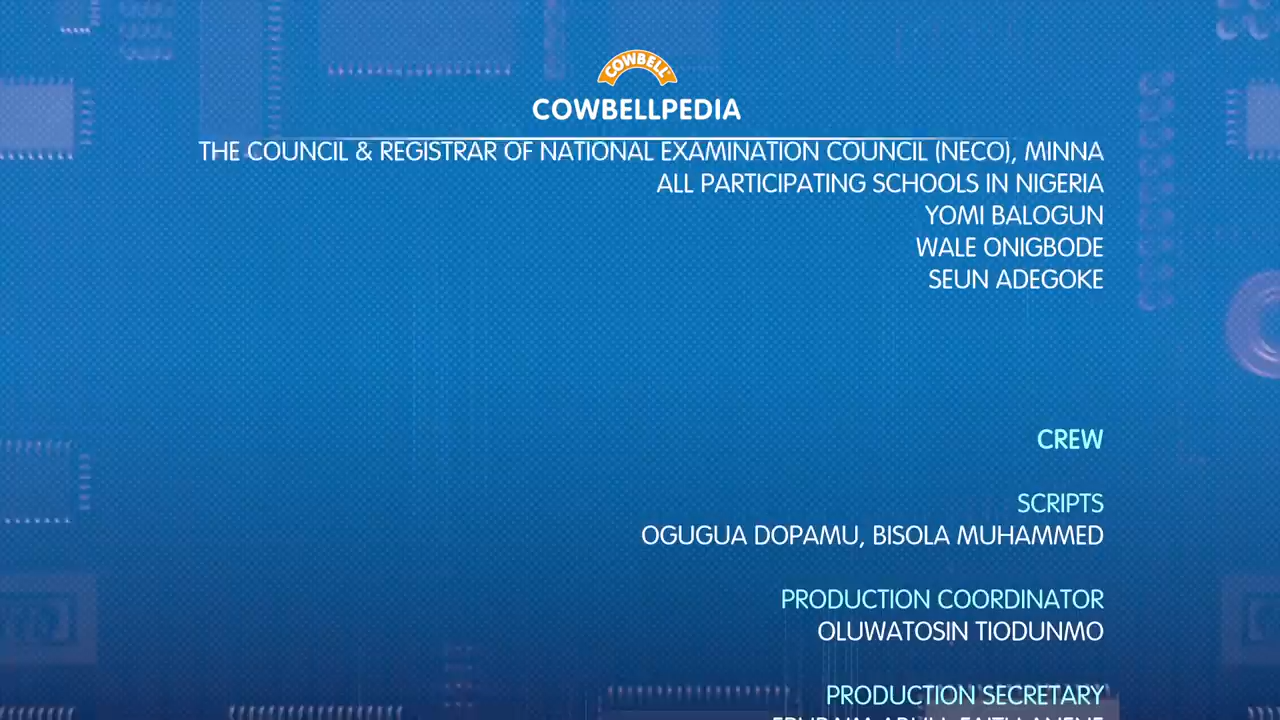 COWBELL
COWBELLPEDIA
THE COUNCIL & REGISTRAR OF NATIONAL EXAMINATION COUNCIL (NECO), MINNA
ALL PARTICIPATING SCHOOLS IN NIGERIA
YOMI BALOGUN
WALE ONIGBODE
SEUN ADEGOKE
CREW
SCRIPTS
OGUGUA DOPAMU, BISOLA MUHAMMED
PRODUCTION COORDINATOR
OLUWATOSIN TIODUNMO
PRODUCTION SECRETARY